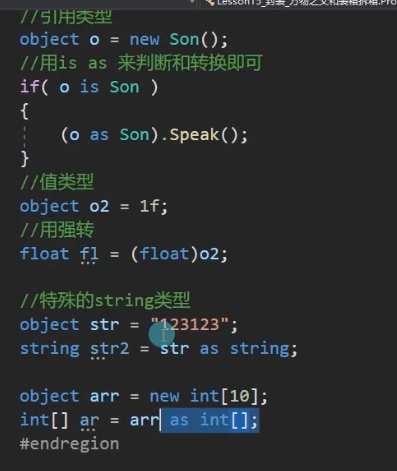 Lesson15_封装_万物之父和装箱拆箱.Pro
//引用类型
object o = new Son();
//用is as 来判断和转换即可
if( o is Son )
{
(o as Son).Speak();
}
//值类型
object o2 = 1f;
//用强转
float fl = (float)o2;
//特殊的string类型
object str = "123123";
string str2 = str as string;
object arr = new int[10];
int[] ar = arr as int[];
#endregion